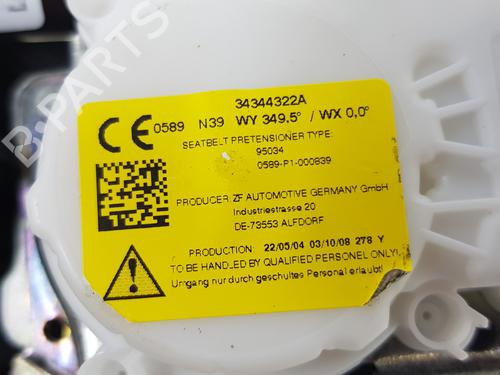 B-PARTS
34344322A
CE 0589 N39 WY 349.5° / WX 0,0°
SEATBELT PRETENSIONER TYPE:
95034
0589-P1-000839
PRODUCER: ZF AUTOMOTIVE GERMANY GmbH
Industriestrasse 20
DE-73553 ALFDORF
PRODUCTION 22/05/04 03/10/08 278 Y
TO BE HANDLED BY QUALIFIED PERSONEL ONLY!
Umgang nur durch geschultes Personal erlaubt!